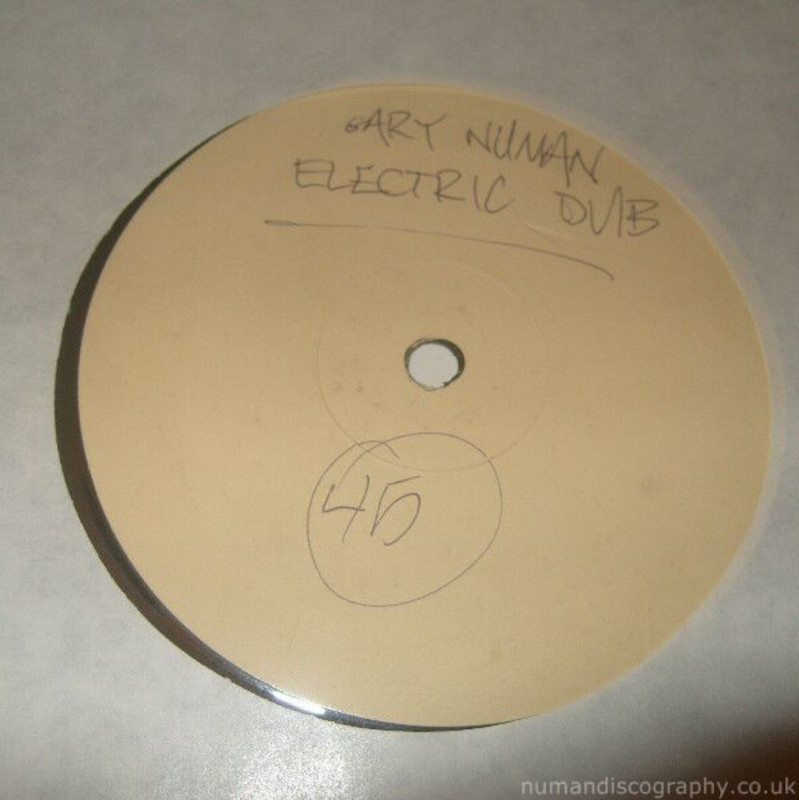 GARY NUMAN
ELECTRIC DUB
45
numandiscography.co.uk